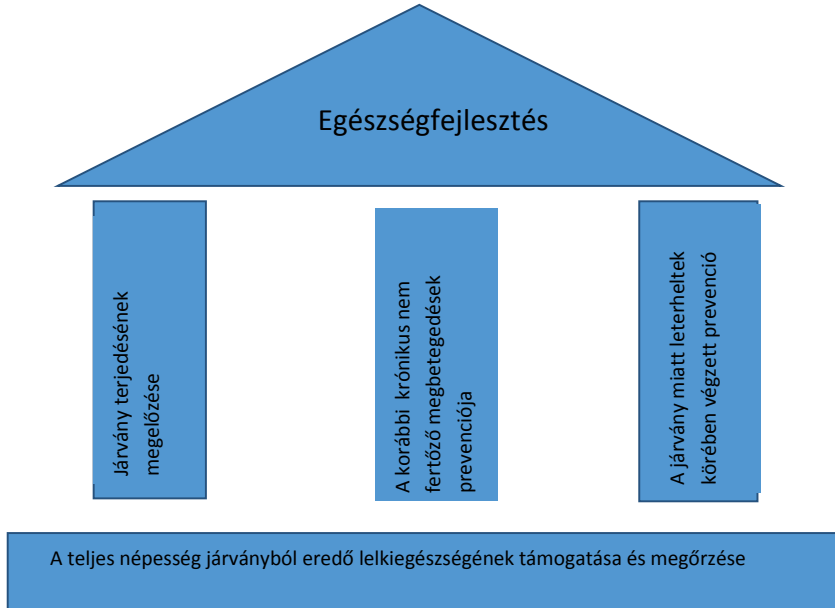 Egészségfejlesztés
Járvány terjedésének
megelőzése
A korábbi krónikus nem
fertőző megbetegedések
prevenciója
A járvány miatt leterheltek
körében végzett prevenció
A teljes népesség járványból eredő lelkiegészségének támogatása és megőrzése